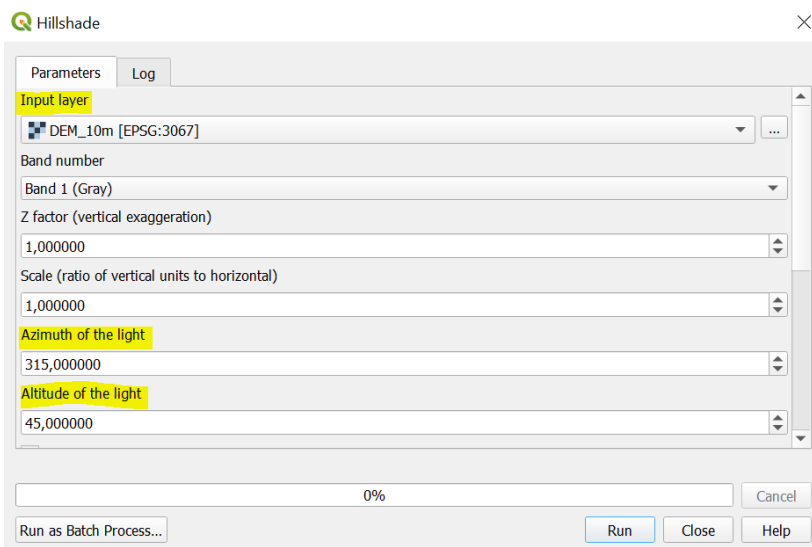 Hillshade
Parameters
Log
Input layer
DEM_10m [EPSG:3067]
...
Band number
Band 1 (Gray)
Z factor (vertical exaggeration)
1,000000
Scale (ratio of vertical units to horizontal)
1,000000
Azimuth of the light
315,000000
Altitude of the light
45,000000
0%
Cancel
Run as Batch Process...
Run
Close
Help